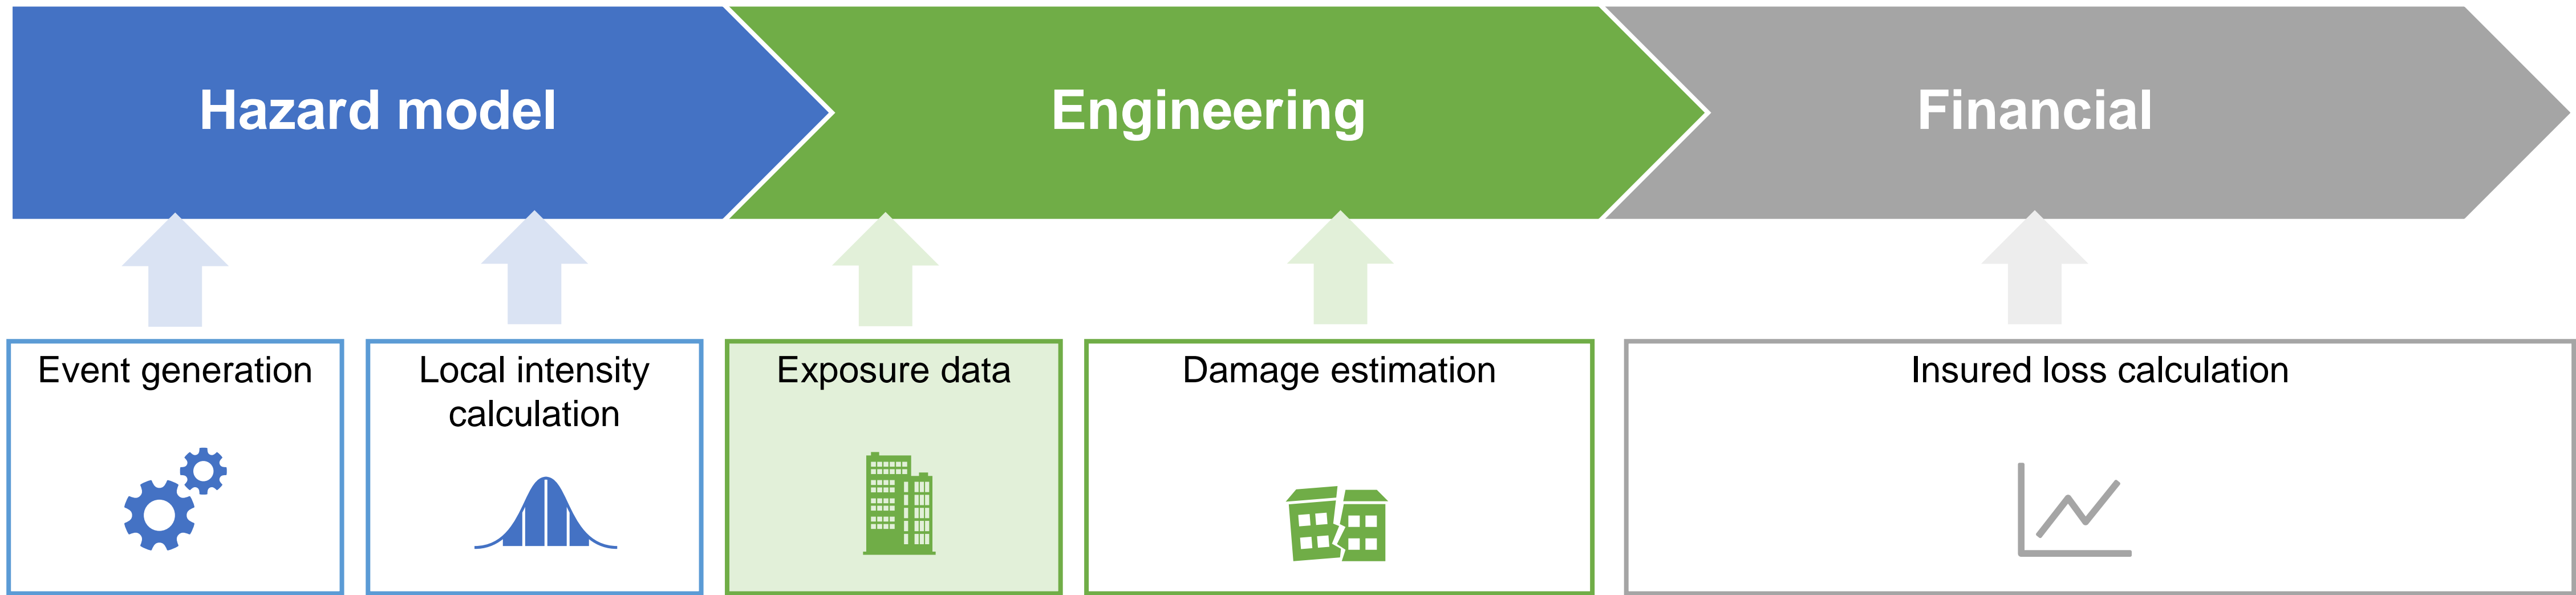 Hazard model
Engineering
Financial
Event generation
Local intensity
calculation
Exposure data
Damage estimation
Insured loss calculation